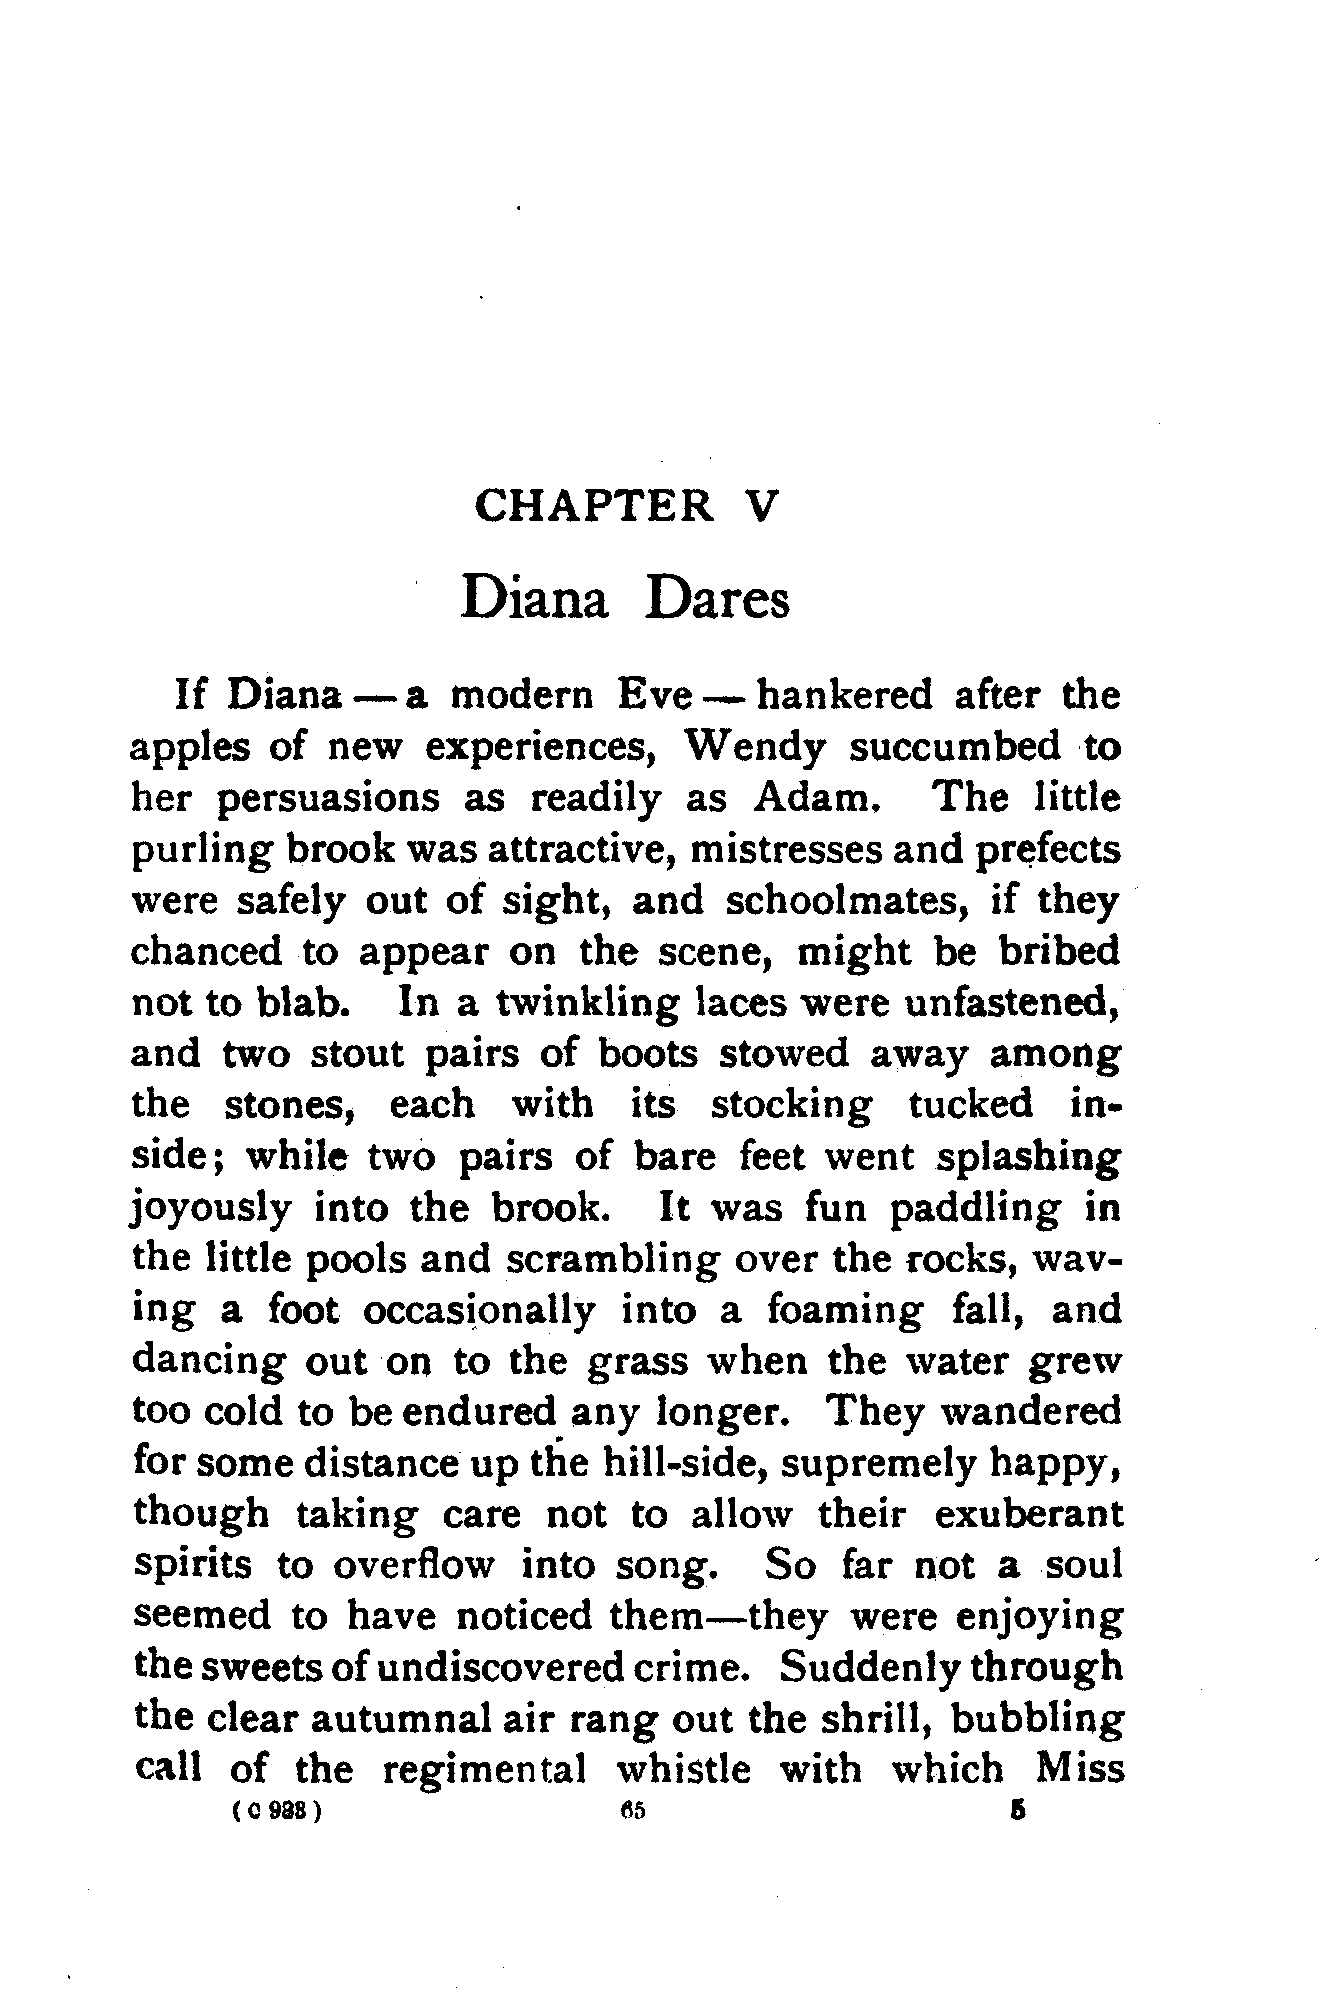 CHAPTER V
Diana Dares
If Diana — a modern Eve — hankered after the
apples of new experiences, Wendy succumbed to
her persuasions as readily as Adam. The little
purling brook was attractive, mistresses and prefects
were safely out of sight, and schoolmates, if they
chanced to appear on the scene, might be bribed
not to blab. In a twinkling laces were unfastened,
and two stout pairs of boots stowed away among
the stones, each with its stocking tucked in-
side; while two pairs of bare feet went splashing
joyously into the brook. It was fun paddling in
the little pools and scrambling over the rocks, wav-
ing a foot occasionally into a foaming fall, and
dancing out on to the grass when the water grew
too cold to be endured any longer. They wandered
for some distance up the hill-side, supremely happy,
though taking care not to allow their exuberant
spirits to overflow into song. So far not a soul
seemed to have noticed them—they were enjoying
the sweets of undiscovered crime. Suddenly through
the clear autumnal air rang out the shrill, bubbling
call of the regimental whistle with which Miss
(C 938) 65 5